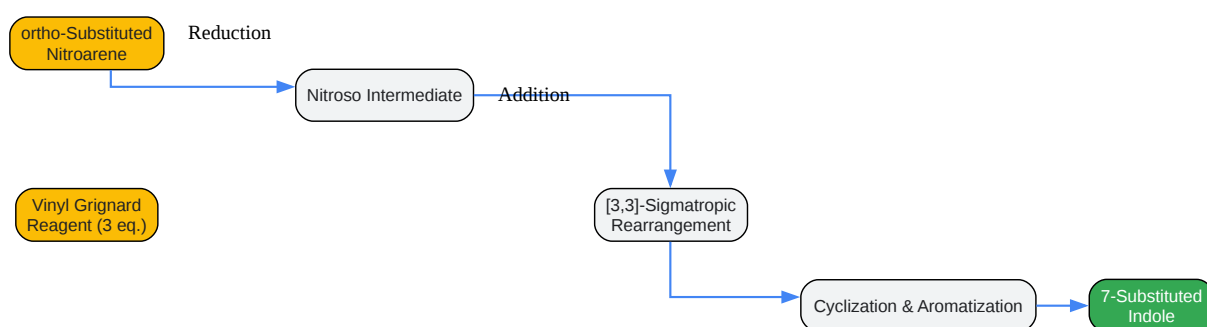 ortho-Substituted
Nitroarene
Reduction
Nitroso Intermediate
Addition
Vinyl Grignard
Reagent (3 eq.)
[3,3]-Sigmatropic
Rearrangement
Cyclization & Aromatization
7-Substituted
Indole